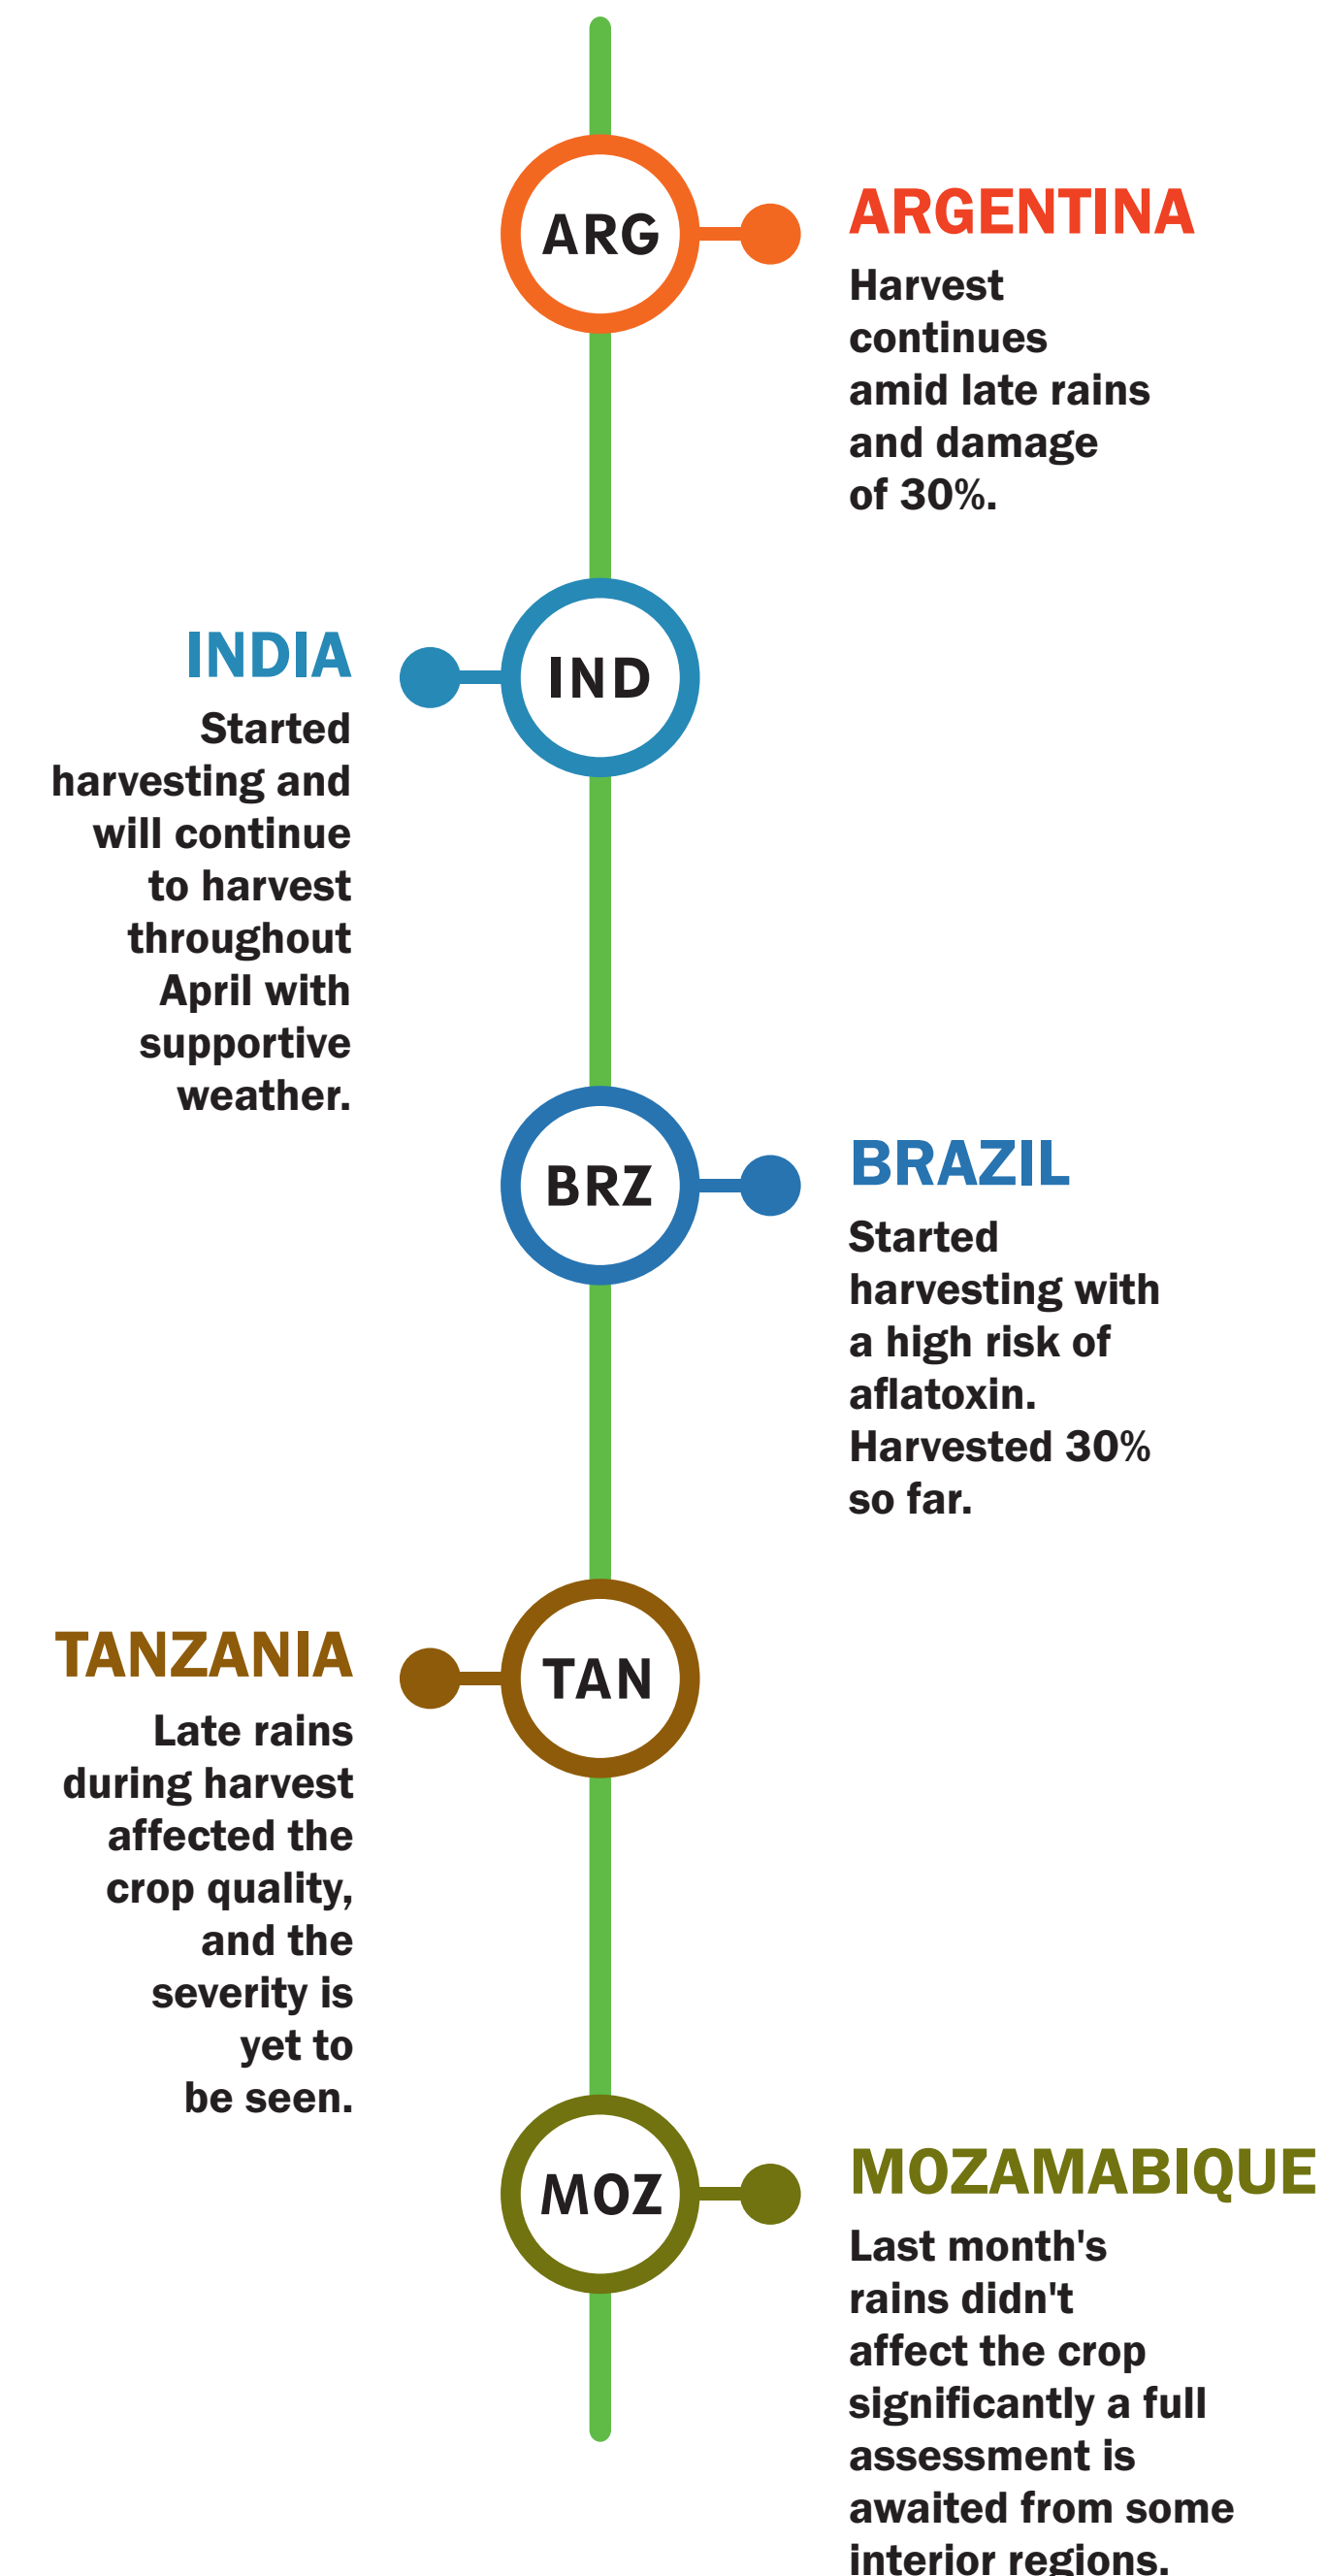 ARG
ARGENTINA
Harvest
continues
amid late rains
and damage
of 30%.
IND
INDIA
Started
harvesting and
will continue
to harvest
throughout
April with
supportive
weather.
BRZ
BRAZIL
Started
harvesting with
a high risk of
aflatoxin.
Harvested 30%
so far.
TAN
TANZANIA
Late rains
during harvest
affected the
crop quality,
and the
severity is
yet to
be seen.
MOZ
MOZAMABIQUE
Last month's
rains didn't
affect the crop
significantly a full
assessment is
awaited from some
interior regions.